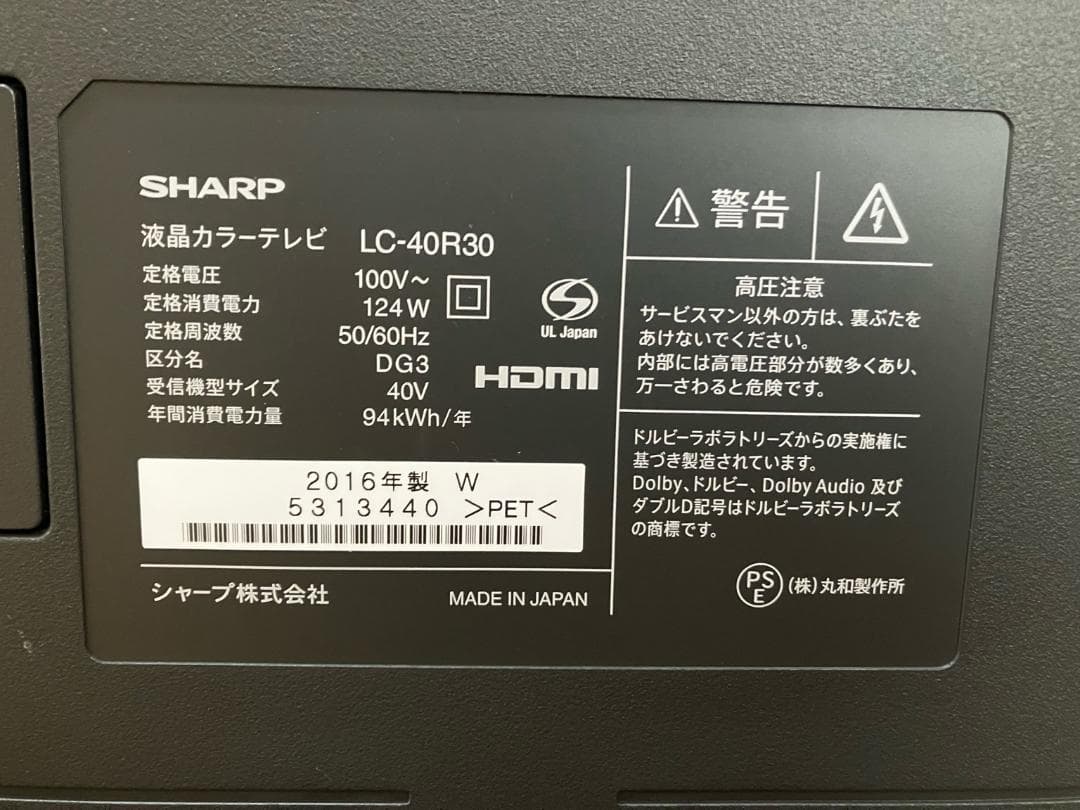 SHARP
液晶カラーテレビ LC-40R30
定格電圧 100V～
定格消費電力 124W
定格周波数 50/60Hz
区分名 DG3
受信機型サイズ 40V
年間消費電力量 94kWh/年
UL Japan
HDMI
2016年製 W
5313440 >PET<
シャープ株式会社 MADE IN JAPAN
警告
高圧注意
サービスマン以外の方は、裏ぶたを
あけないでください。
内部には高電圧部分が数多くあり、
万一さわると危険です。
ドルビーラボラトリーズからの実施権に
基づき製造されています。
Dolby、ドルビー、Dolby Audio 及び
ダブルD記号はドルビーラボラトリーズ
の商標です。
PSE (株)丸和製作所